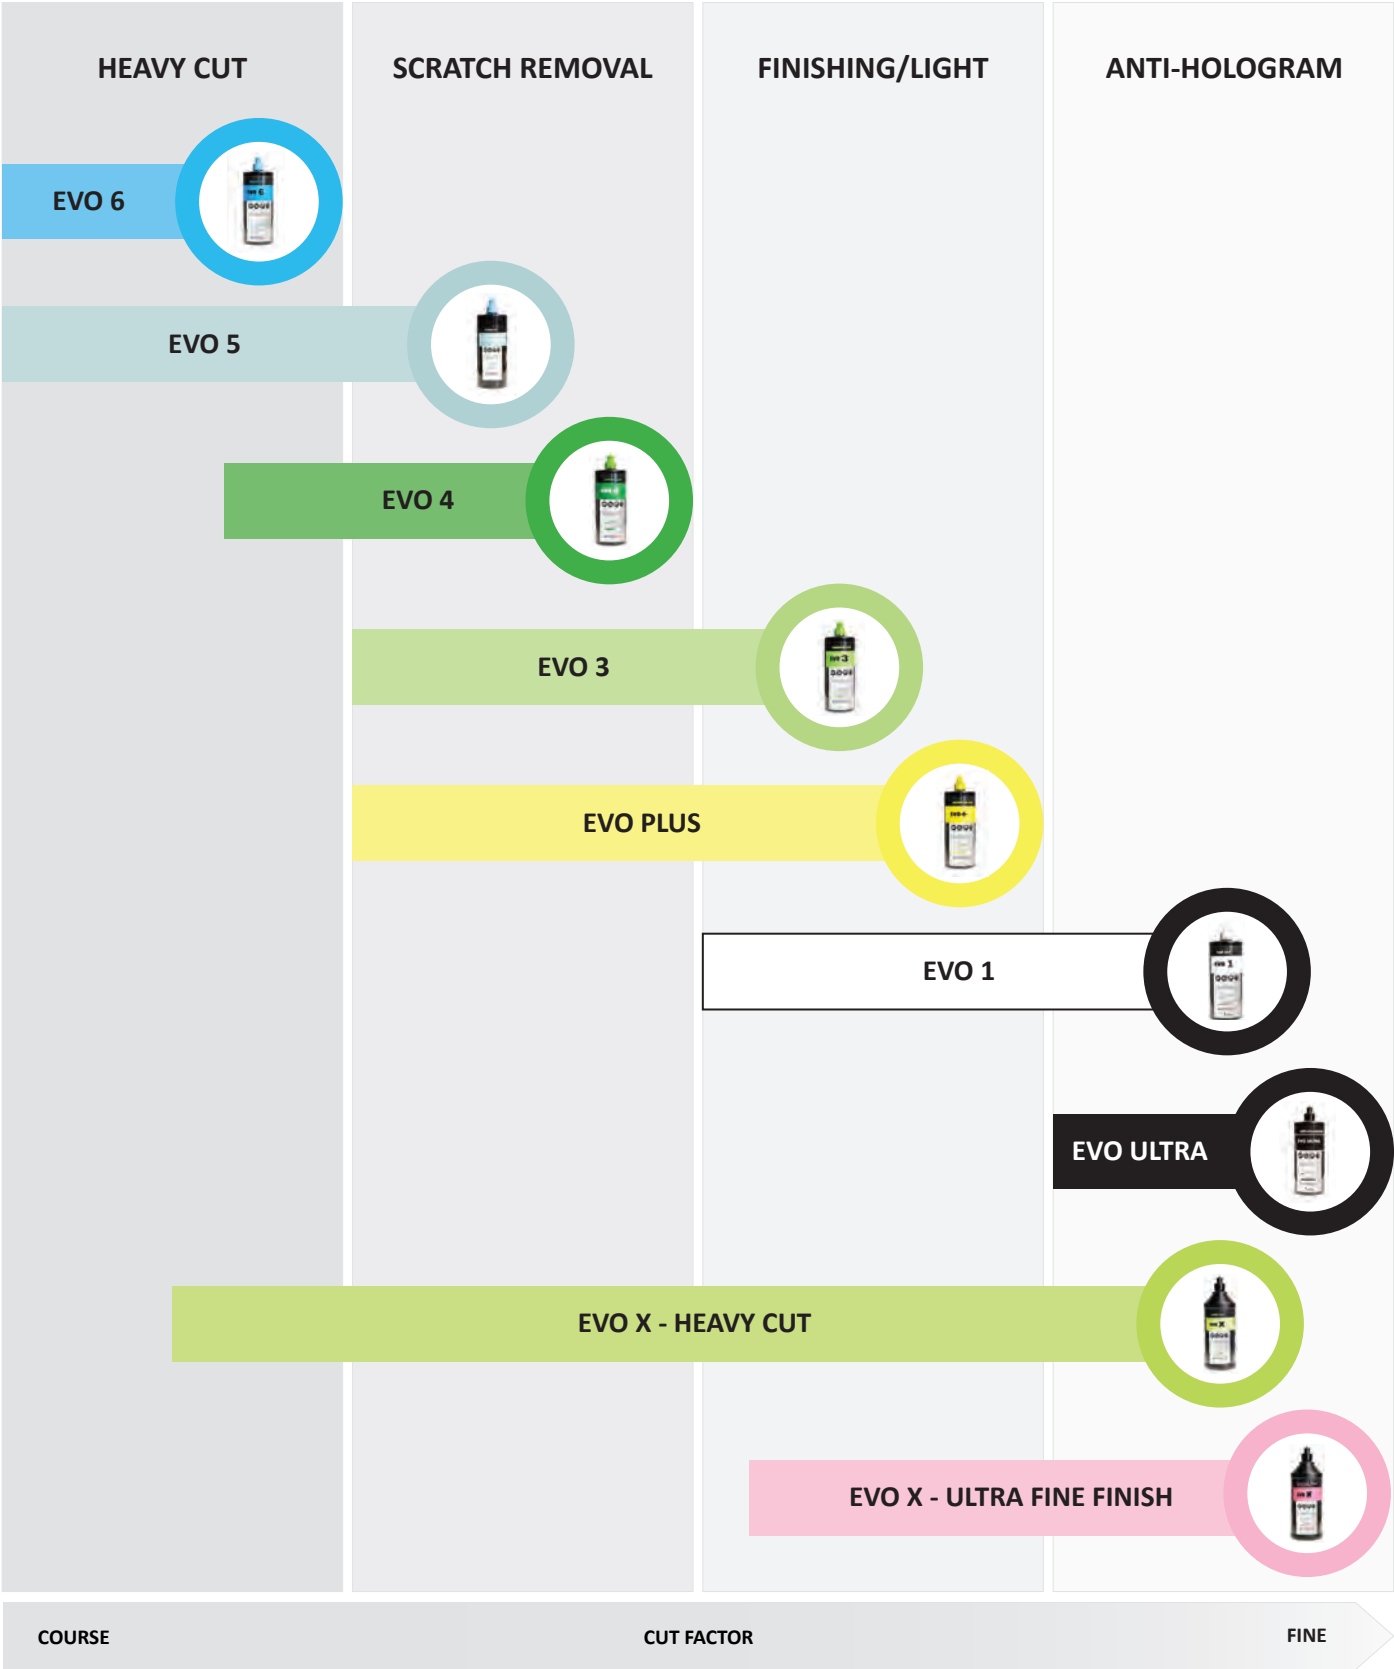 HEAVY CUT
SCRATCH REMOVAL
FINISHING/LIGHT
ANTI-HOLOGRAM
EVO 6
EVO 5
EVO 4
EVO 3
EVO PLUS
EVO 1
EVO ULTRA
EVO X - HEAVY CUT
EVO X - ULTRA FINE FINISH
COURSE
CUT FACTOR
FINE